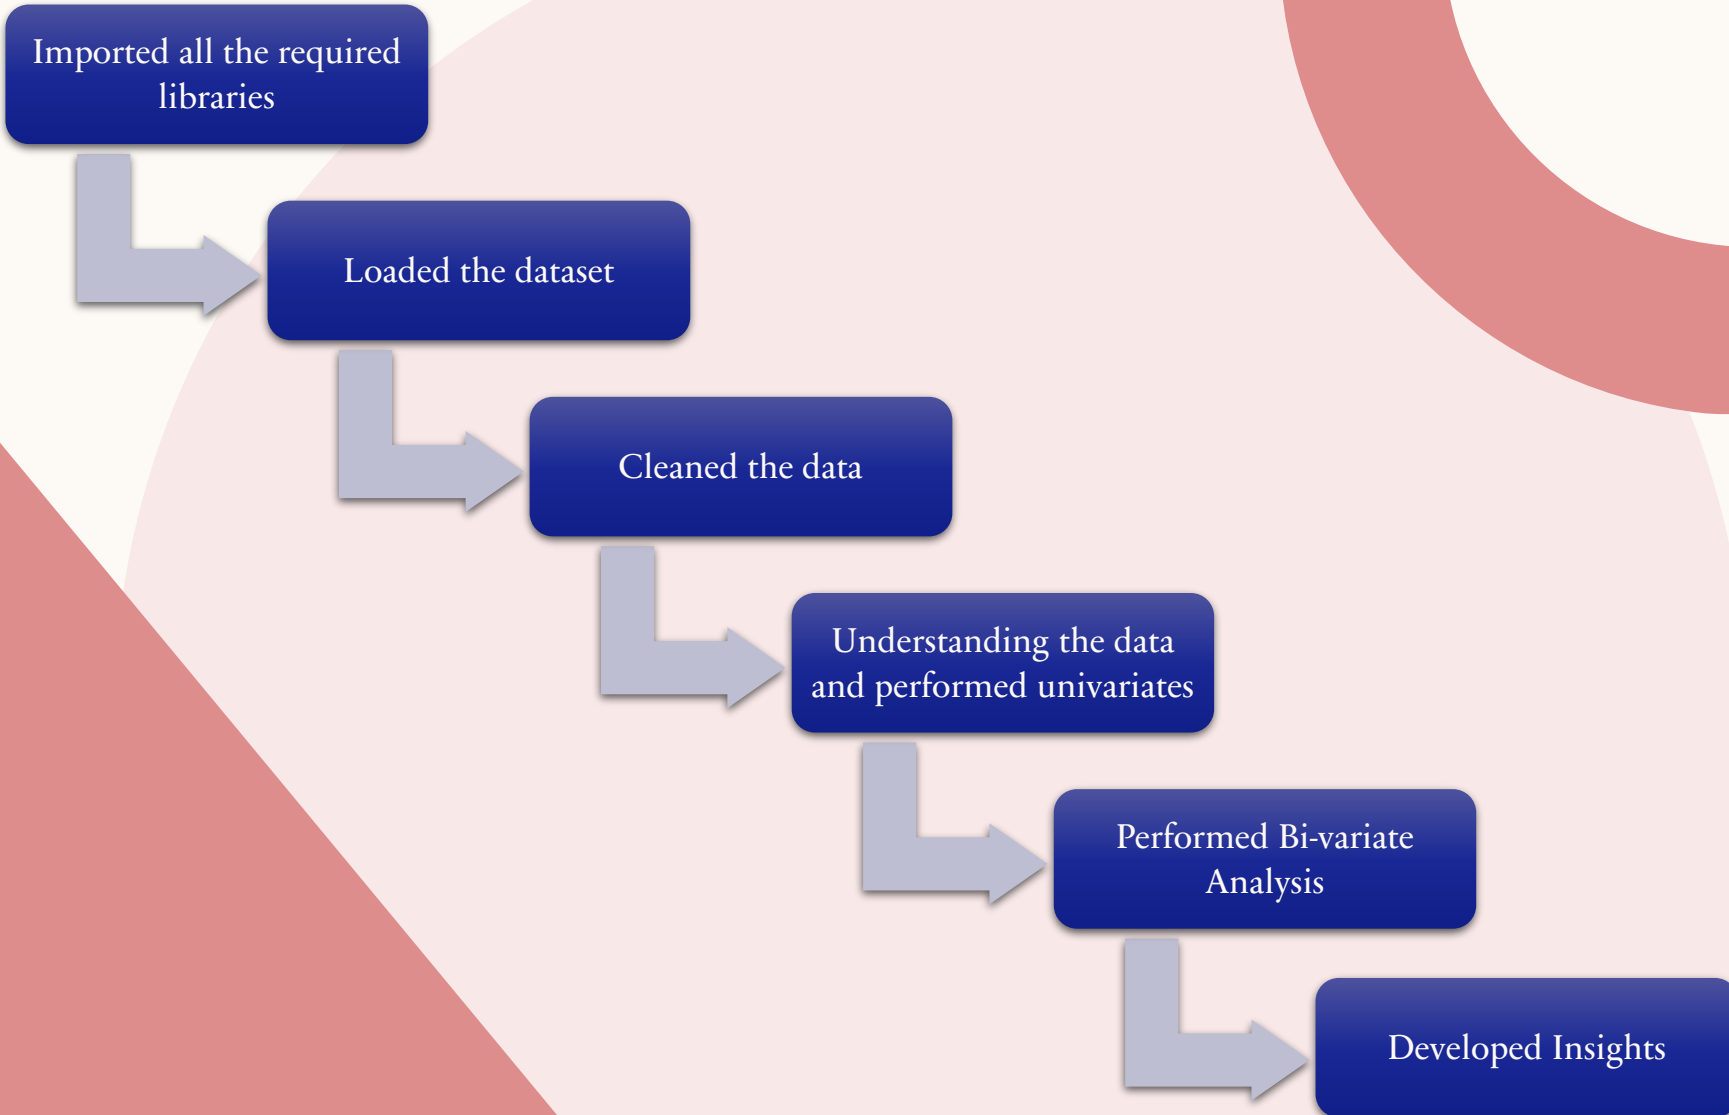 Imported all the required
libraries
Loaded the dataset
Cleaned the data
Understanding the data
and performed univariates
Performed Bi-variate
Analysis
Developed Insights